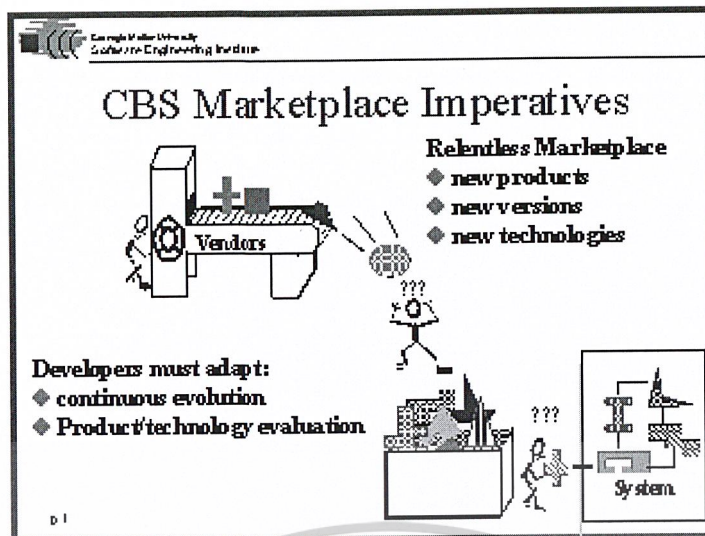 Carnegie Mellon University
Software Engineering Institute
CBS Marketplace Imperatives
Relentless Marketplace
◆ new products
◆ new versions
◆ new technologies
Vendors
???
Developers must adapt:
◆ continuous evolution
◆ Product/technology evaluation
???
System
p 1